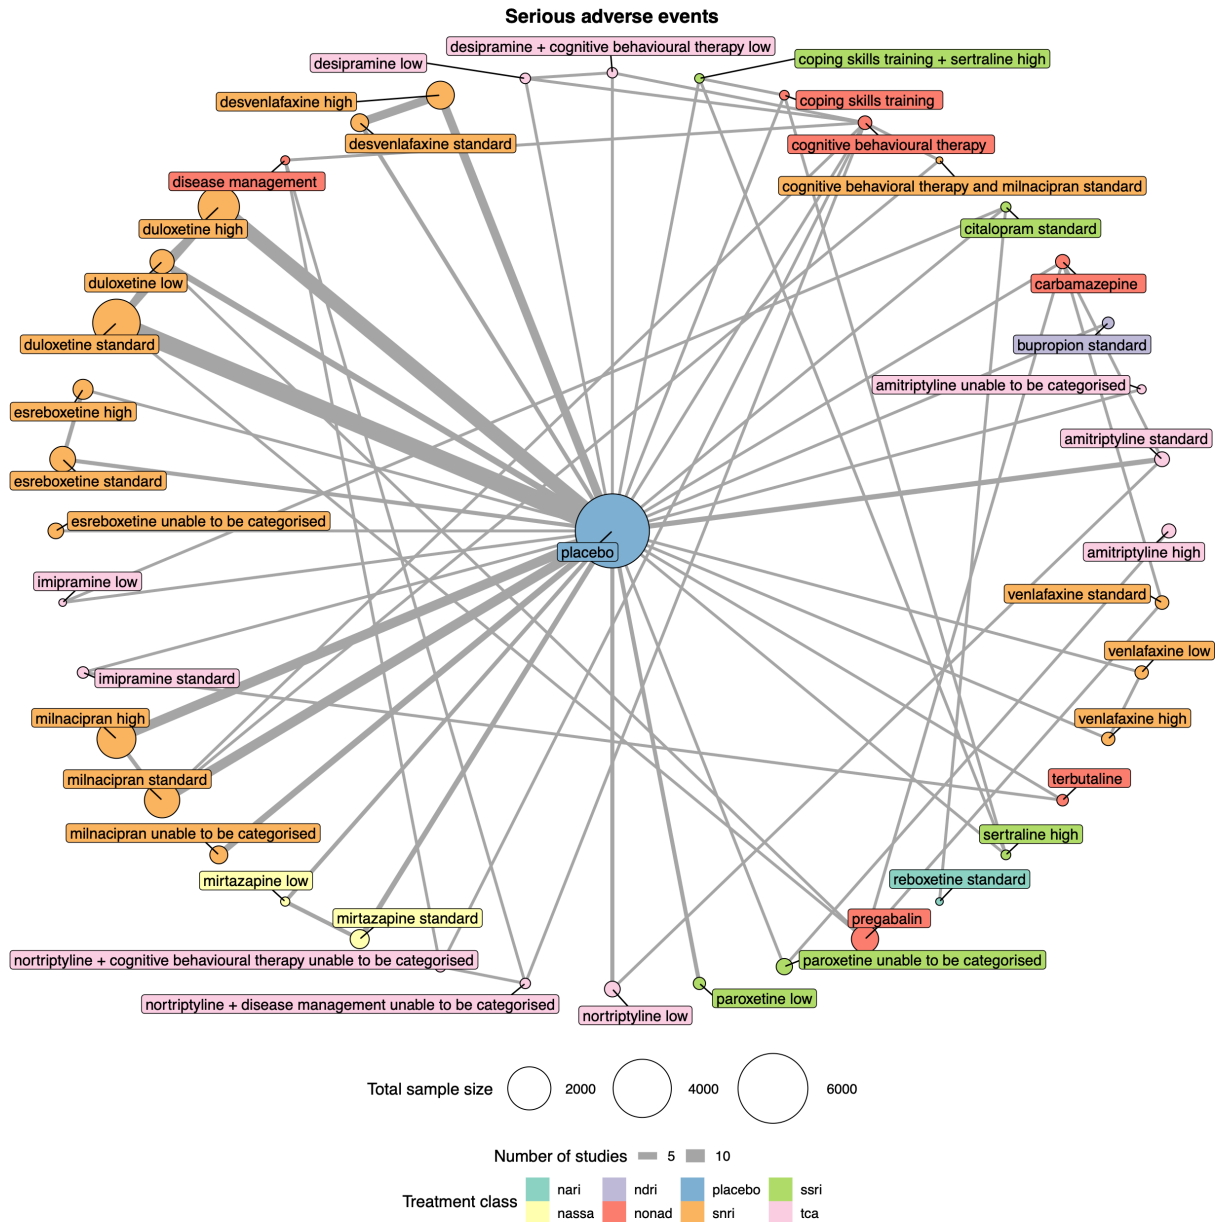 Serious adverse events
desipramine + cognitive behavioural therapy low
desipramine low
coping skills training + sertraline high
desvenlafaxine high
coping skills training
desvenlafaxine standard
cognitive behavioural therapy
disease management
cognitive behavioral therapy and milnacipran standard
duloxetine high
citalopram standard
duloxetine low
carbamazepine
duloxetine standard
bupropion standard
amitriptyline unable to be categorised
esreboxetine high
amitriptyline standard
esreboxetine standard
esreboxetine unable to be categorised
placebo
amitriptyline high
imipramine low
venlafaxine standard
venlafaxine low
imipramine standard
milnacipran high
venlafaxine high
milnacipran standard
terbutaline
milnacipran unable to be categorised
sertraline high
mirtazapine low
reboxetine standard
mirtazapine standard
pregabalin
nortriptyline + cognitive behavioural therapy unable to be categorised
paroxetine unable to be categorised
nortriptyline + disease management unable to be categorised
paroxetine low
nortriptyline low
Total sample size 2000 4000 6000
Number of studies 5 10
Treatment class
nari ndri placebo ssri
nassa nonad snri tca